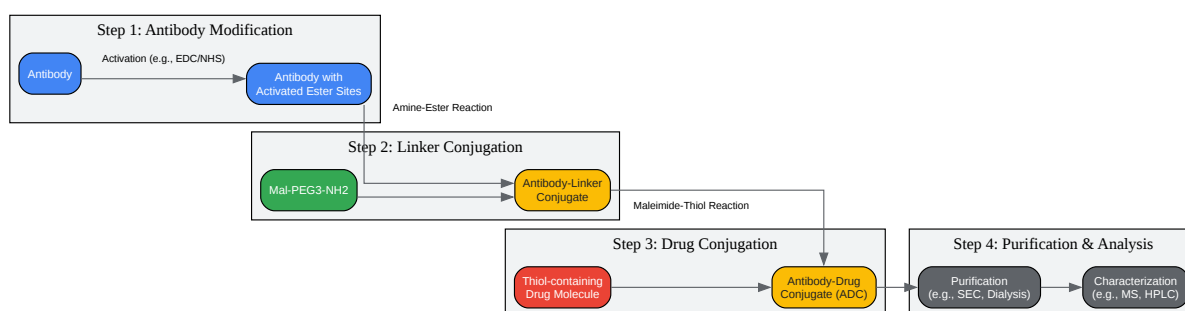 Step 1: Antibody Modification
Antibody
Activation (e.g., EDC/NHS)
Antibody with
Activated Ester Sites
Amine-Ester Reaction
Step 2: Linker Conjugation
Mal-PEG3-NH2
Antibody-Linker
Conjugate
Maleimide-Thiol Reaction
Step 3: Drug Conjugation
Thiol-containing
Drug Molecule
Antibody-Drug
Conjugate (ADC)
Step 4: Purification & Analysis
Purification
(e.g., SEC, Dialysis)
Characterization
(e.g., MS, HPLC)